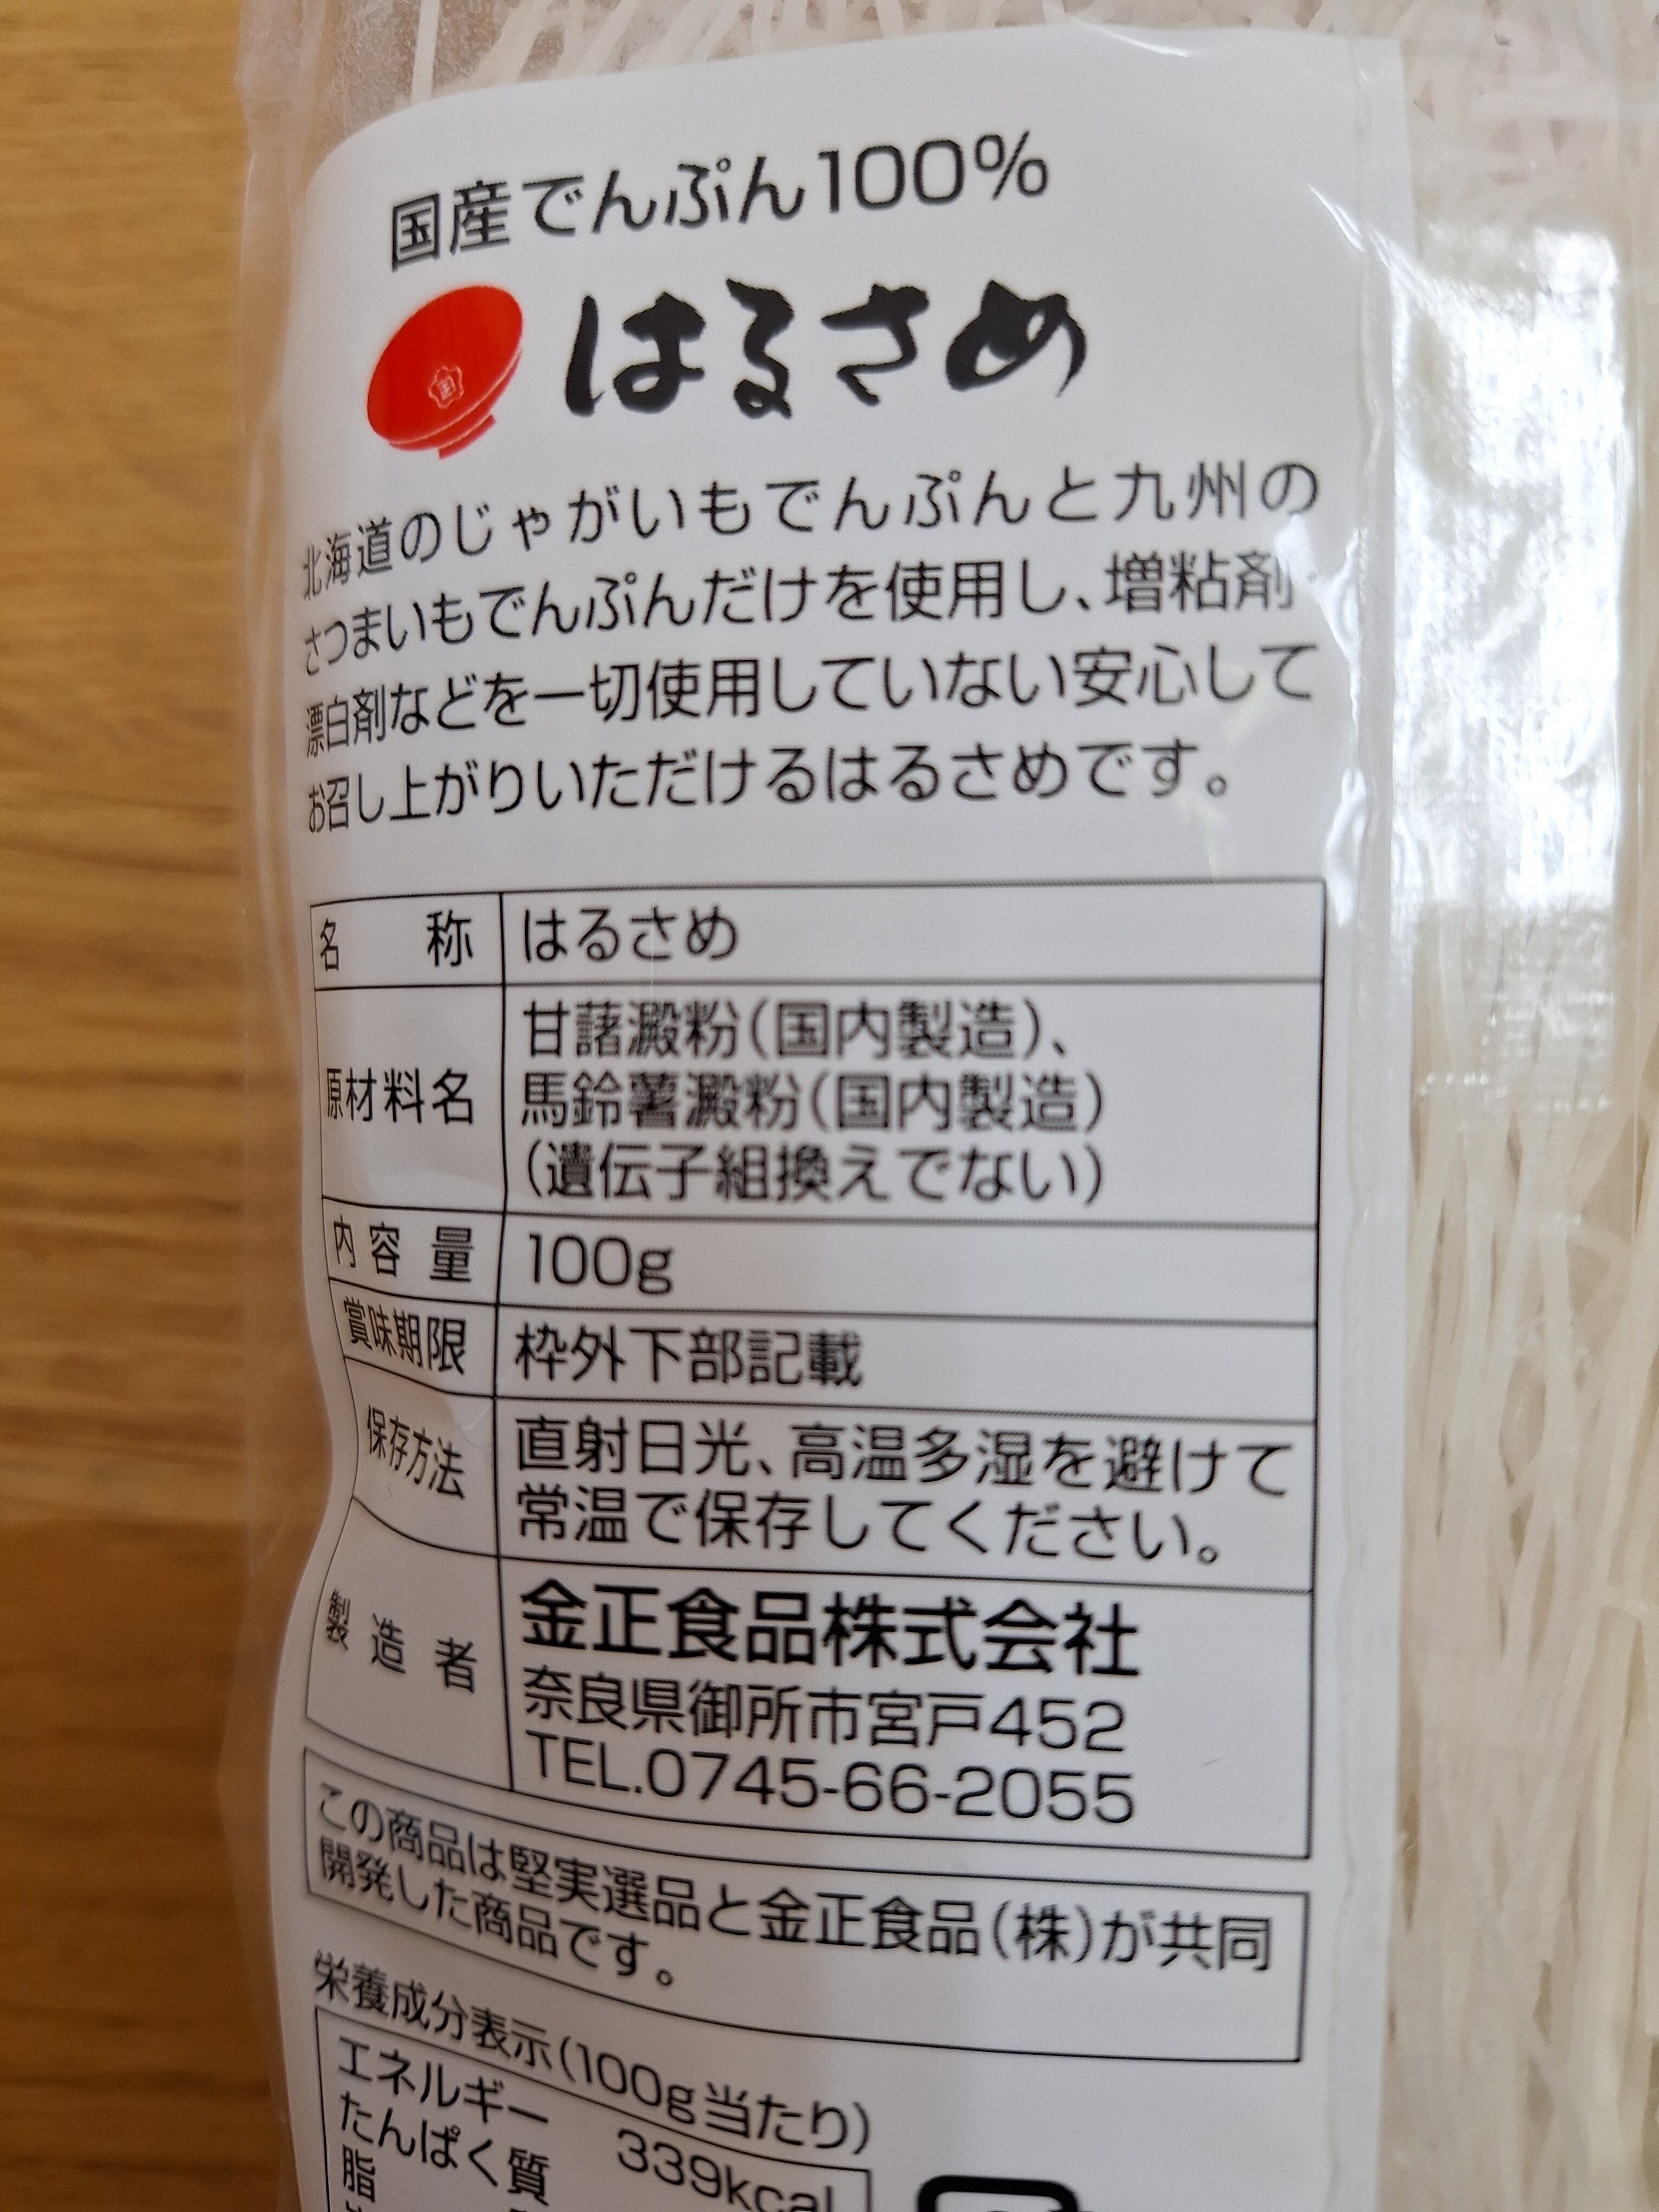 国産でんぷん100%
国
はるさめ
北海道のじゃがいもでんぷんと九州の
さつまいもでんぷんだけを使用し、増粘剤
漂白剤などを一切使用していない安心して
お召し上がりいただけるはるさめです。
名称 はるさめ
原材料名 甘藷澱粉(国内製造)、
馬鈴薯澱粉(国内製造)
(遺伝子組換えでない)
内容量 100g
賞味期限 枠外下部記載
保存方法 直射日光、高温多湿を避けて
常温で保存してください。
製造者 金正食品株式会社
奈良県御所市宮戸452
TEL.0745-66-2055
この商品は堅実選品と金正食品(株)が共同
開発した商品です。
栄養成分表示(100g当たり)
エネルギー 339kcal
たんぱく質
脂